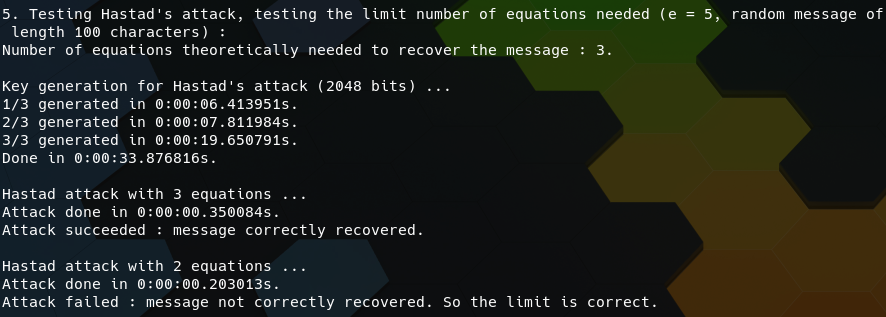 5. Testing Hastad's attack, testing the limit number of equations needed (e = 5, random message of
length 100 characters) :
Number of equations theoretically needed to recover the message : 3.
Key generation for Hastad's attack (2048 bits) ...
1/3 generated in 0:00:06.413951s.
2/3 generated in 0:00:07.811984s.
3/3 generated in 0:00:19.650791s.
Done in 0:00:33.876816s.
Hastad attack with 3 equations ...
Attack done in 0:00:00.350084s.
Attack succeeded : message correctly recovered.
Hastad attack with 2 equations ...
Attack done in 0:00:00.203013s.
Attack failed : message not correctly recovered. So the limit is correct.